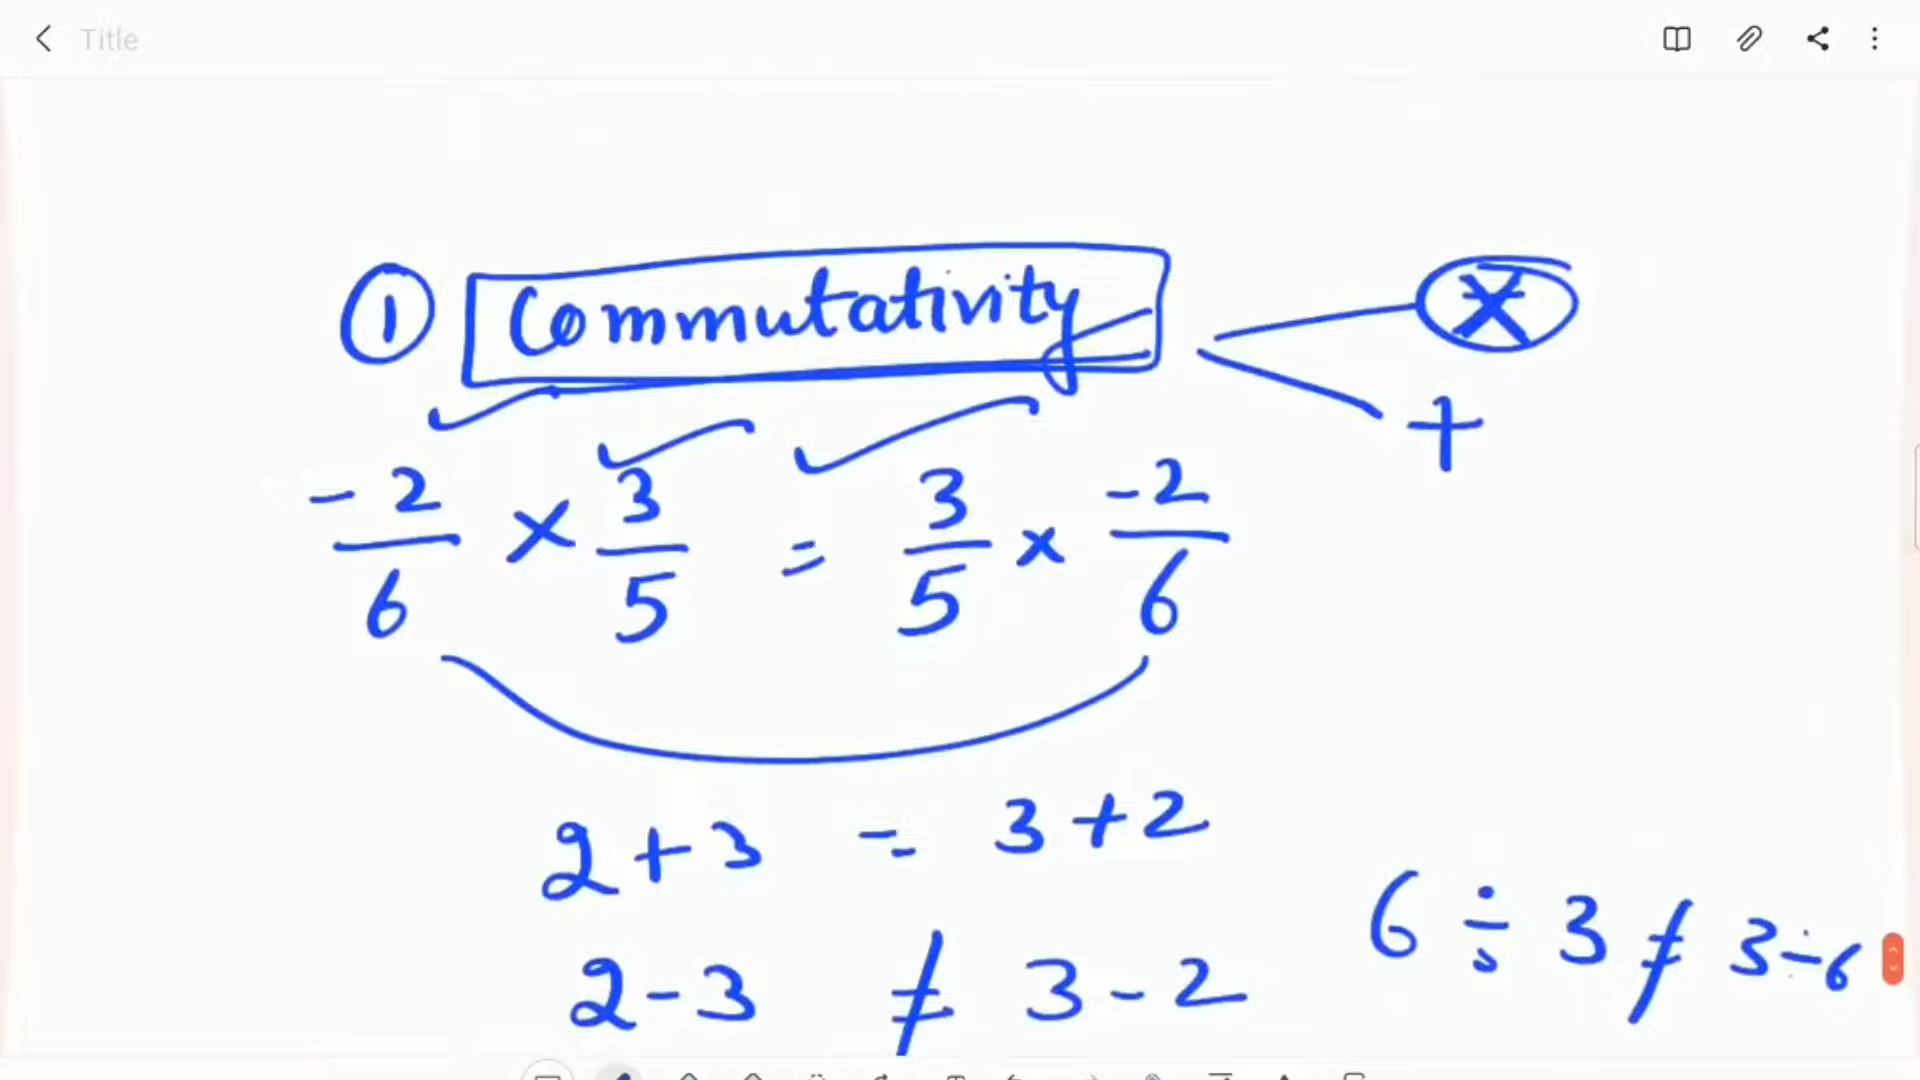 Title
① Commutativity ×
+
-2/6 × 3/5 = 3/5 × -2/6
2+3 = 3+2
6 ÷ 3 ≠ 3÷6
2-3 ≠ 3-2